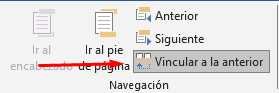 Ir al
encabezado
Ir al pie
de página
Anterior
Siguiente
Vincular a la anterior
Navegación